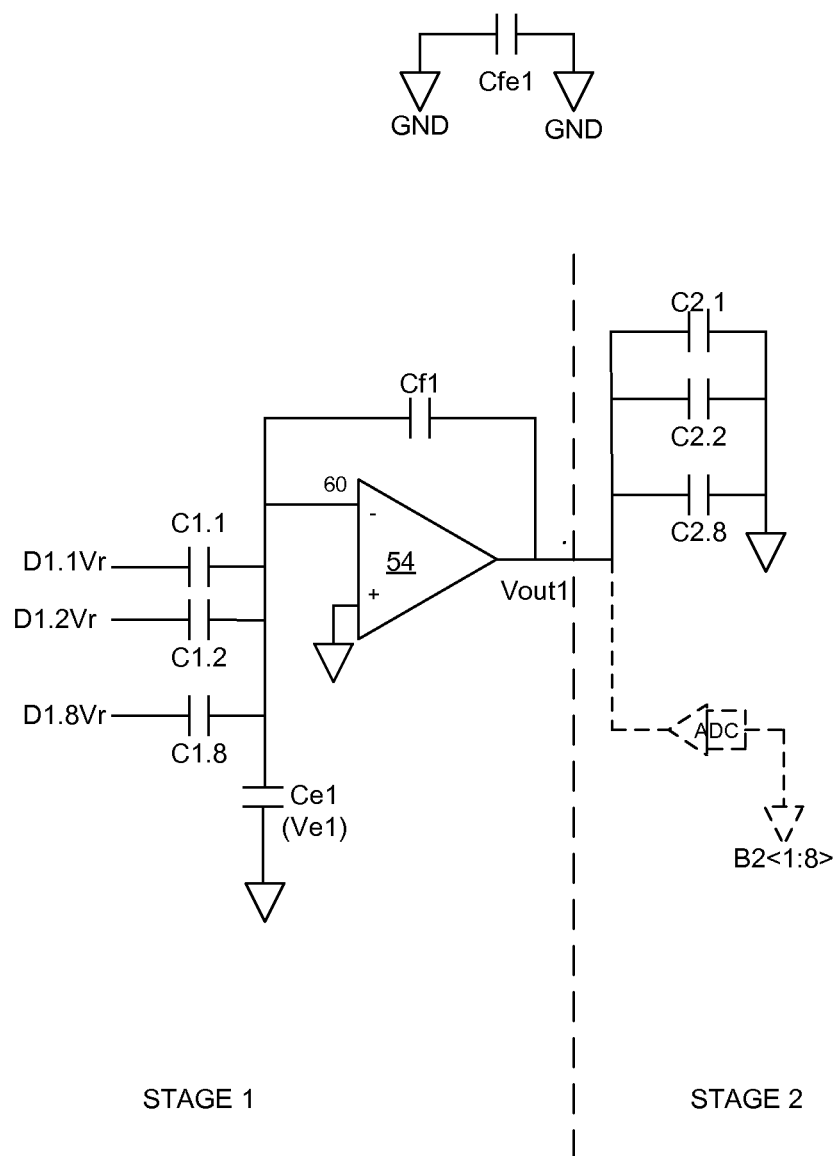 Cfe1
GND
GND
C2.1
Cf1
C2.2
60
-
C1.1
54
C2.8
D1.1Vr
+
Vout1
D1.2Vr
C1.2
D1.8Vr
ADC
C1.8
Ce1
(Ve1)
B2<1:8>
STAGE 1
STAGE 2